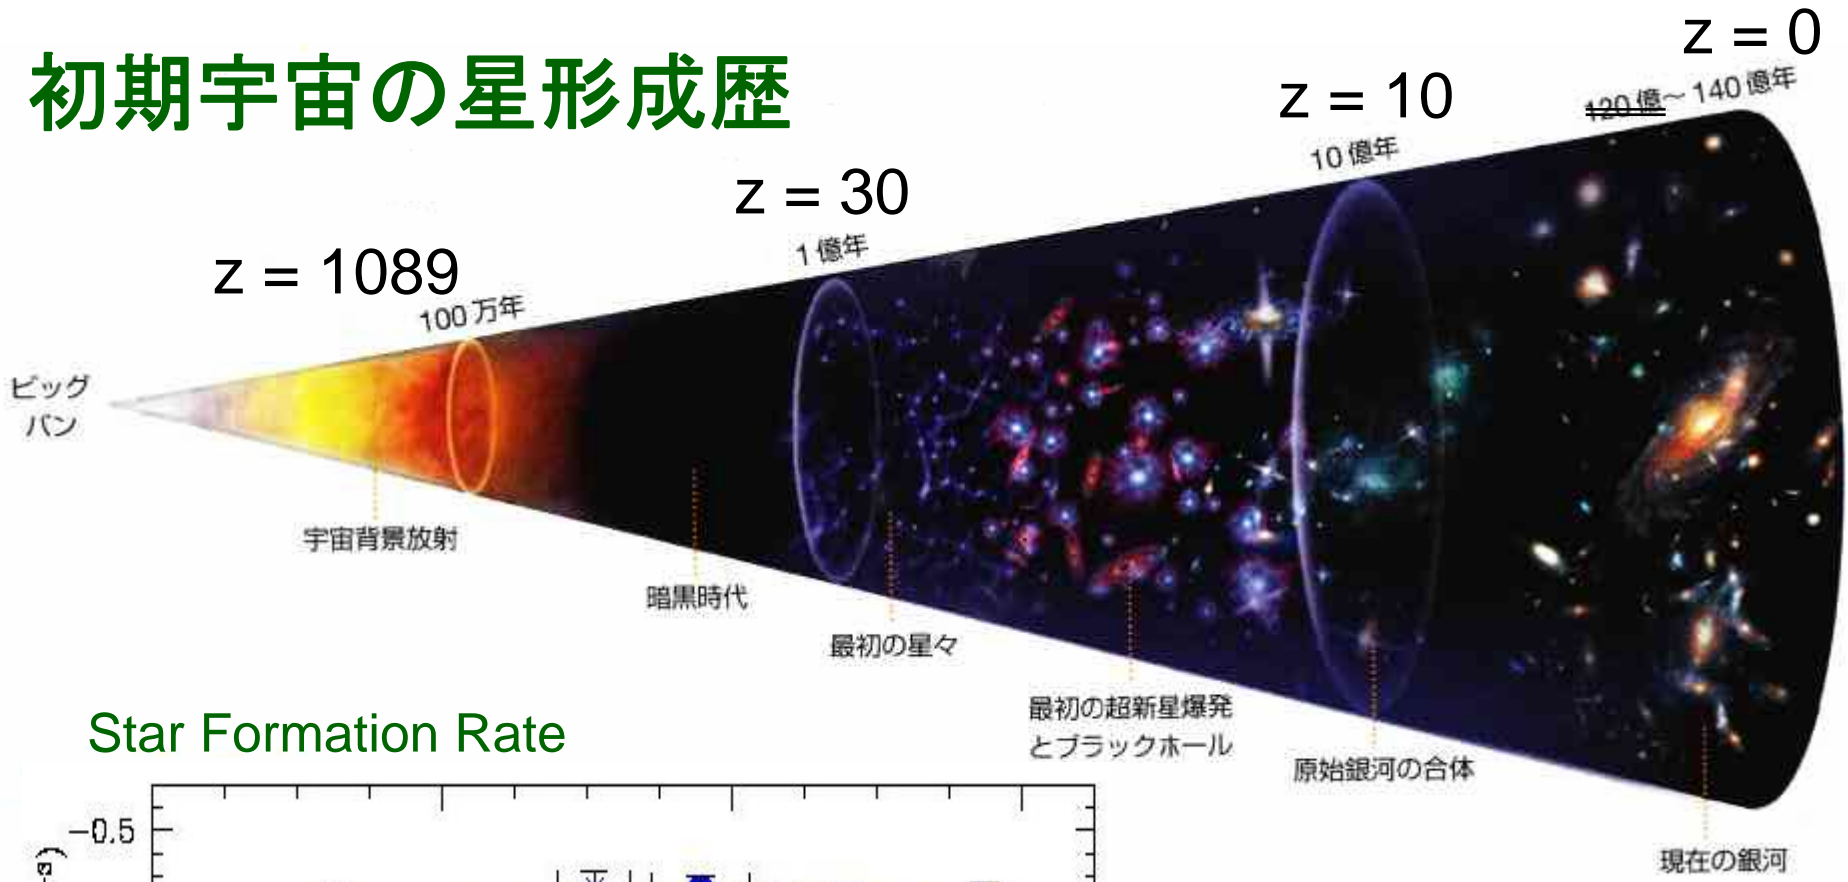 初期宇宙の星形成歴
z = 0
120億～140億年
z = 10
10億年
z = 30
1億年
z = 1089
100万年
ビッグ
バン
宇宙背景放射
暗黒時代
最初の星々
最初の超新星爆発
とブラックホール
原始銀河の合体
現在の銀河
Star Formation Rate
-0.5